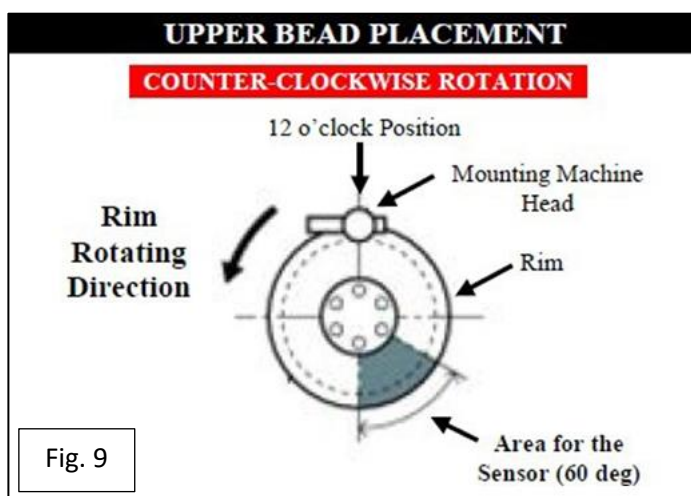 UPPER BEAD PLACEMENT
COUNTER-CLOCKWISE ROTATION
12 o’clock Position
Mounting Machine
Head
Rim
Rotating
Direction
Rim
Area for the
Sensor (60 deg)
Fig. 9